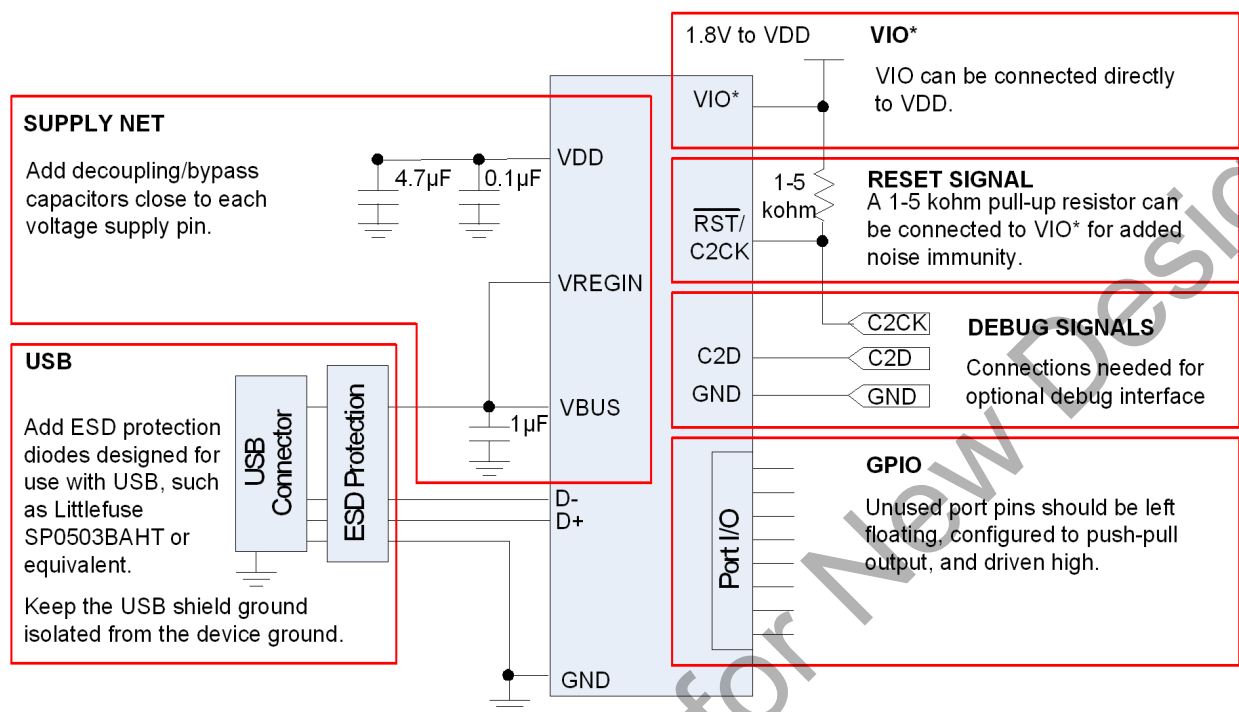 SUPPLY NET
Add decoupling/bypass
capacitors close to each
voltage supply pin.
4.7µF
0.1µF
VDD
VREGIN
VBUS
1µF
USB
Add ESD protection
diodes designed for
use with USB, such
as Littlefuse
SP0503BAHT or
equivalent.
Keep the USB shield ground
isolated from the device ground.
USB
Connector
ESD Protection
D-
D+
GND
1.8V to VDD
VIO*
VIO can be connected directly
to VDD.
VIO*
1-5
kohm
RESET SIGNAL
A 1-5 kohm pull-up resistor can
be connected to VIO* for added
noise immunity.
RST/
C2CK
C2CK
C2D
C2D
GND
GND
DEBUG SIGNALS
Connections needed for
optional debug interface
Port I/O
GPIO
Unused port pins should be left
floating, configured to push-pull
output, and driven high.
for New Desig